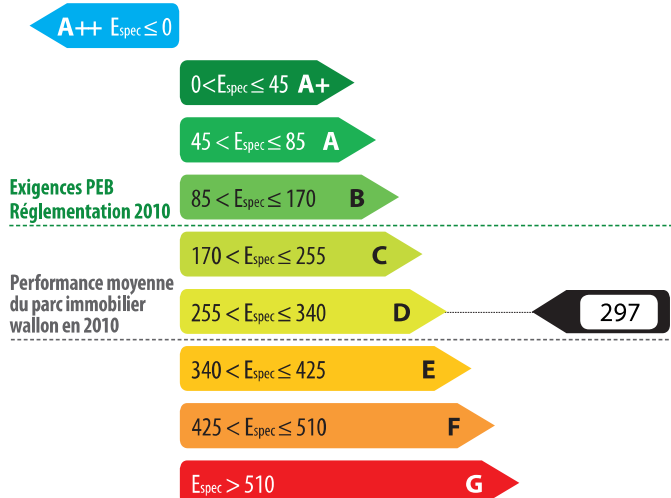 A++ Espec ≤ 0
0 < Espec ≤ 45 A+
45 < Espec ≤ 85 A
Exigences PEB
Réglementation 2010
85 < Espec ≤ 170 B
170 < Espec ≤ 255 C
Performance moyenne
du parc immobilier
wallon en 2010
255 < Espec ≤ 340 D
297
340 < Espec ≤ 425 E
425 < Espec ≤ 510 F
Espec > 510 G